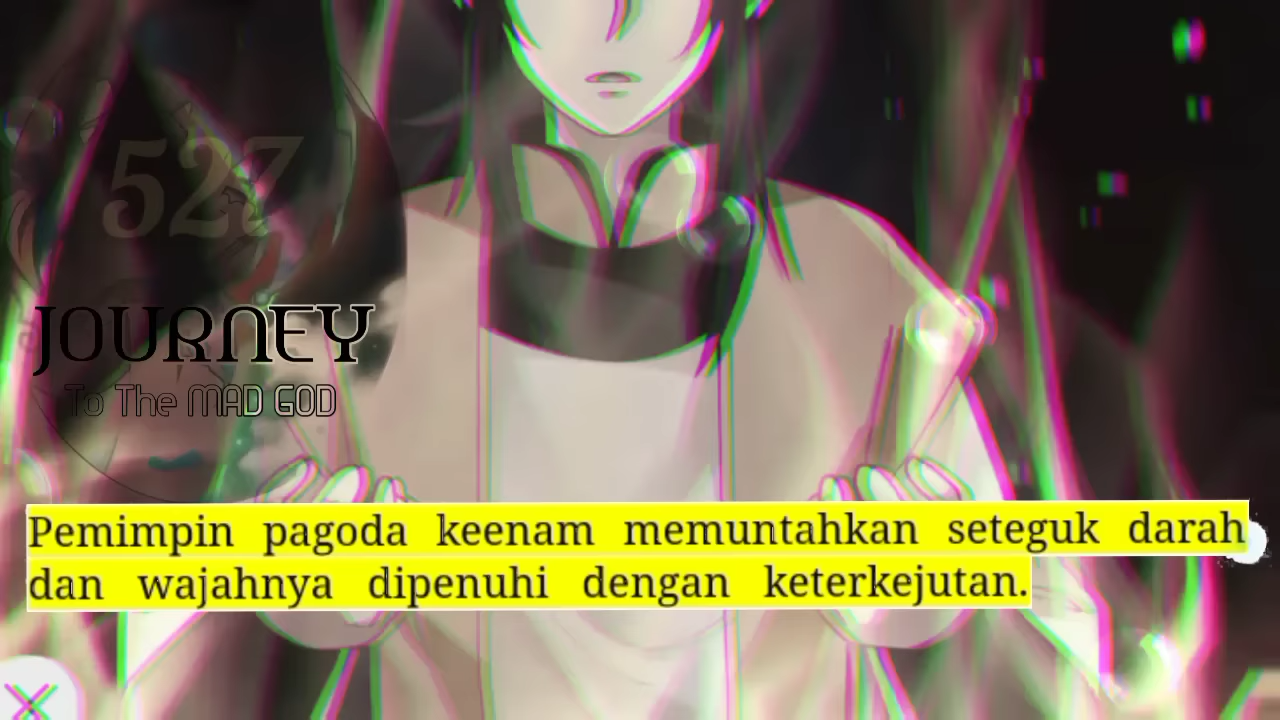 527
JOURNEY
To The MAD GOD
Pemimpin pagoda keenam memuntahkan seteguk darah
dan wajahnya dipenuhi dengan keterkejutan.